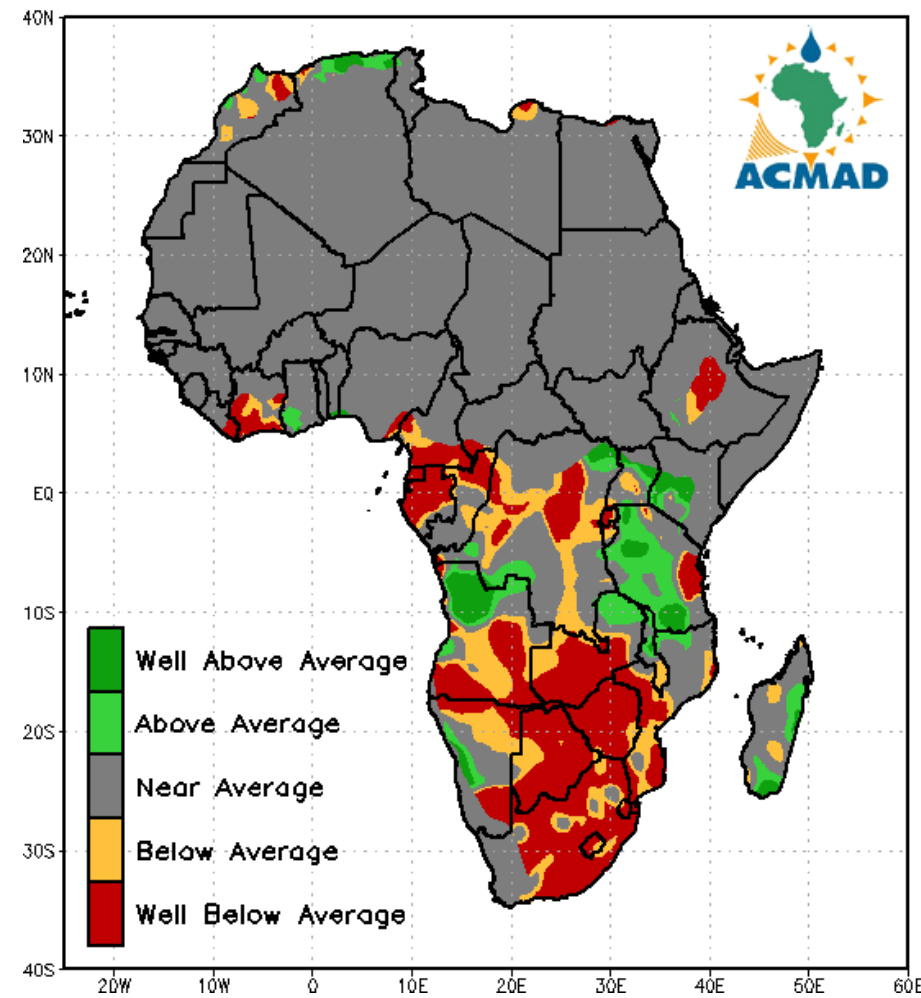 40N
30N
20N
10N
EQ
10S
20S
30S
40S
ACMAD
Well Above Average
Above Average
Near Average
Below Average
Well Below Average
20W
10W
0
10E
20E
30E
40E
50E
60E